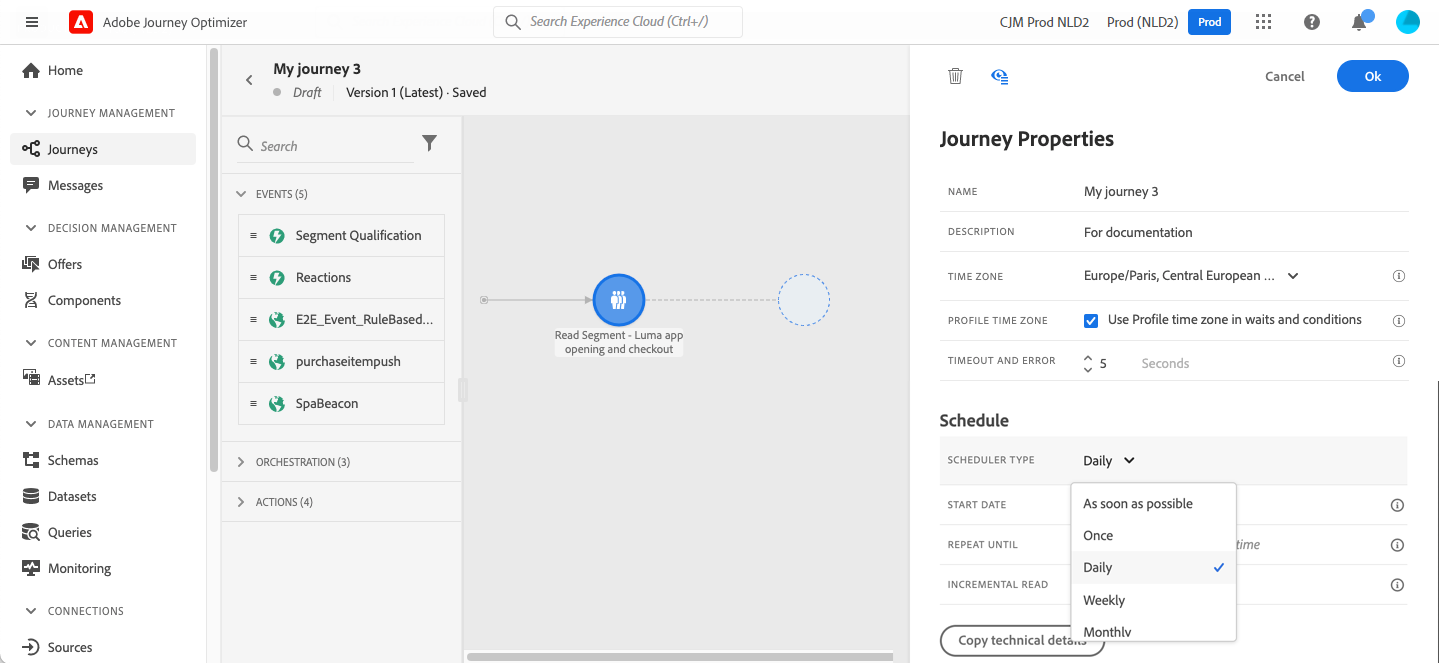 Adobe Journey Optimizer
Search Experience Cloud (Ctrl+/)
CJM Prod NLD2
Prod (NLD2)
Prod
Home
JOURNEY MANAGEMENT
Journeys
Messages
DECISION MANAGEMENT
Offers
Components
CONTENT MANAGEMENT
Assets
DATA MANAGEMENT
Schemas
Datasets
Queries
Monitoring
CONNECTIONS
Sources
My journey 3
Draft
Version 1 (Latest) · Saved
Search
EVENTS (5)
Segment Qualification
Reactions
E2E_Event_RuleBased...
purchaseitempush
SpaBeacon
ORCHESTRATION (3)
ACTIONS (4)
Read Segment - Luma app
opening and checkout
Cancel
Ok
Journey Properties
NAME My journey 3
DESCRIPTION For documentation
TIME ZONE Europe/Paris, Central European ...
PROFILE TIME ZONE Use Profile time zone in waits and conditions
TIMEOUT AND ERROR 5 Seconds
Schedule
SCHEDULER TYPE Daily
As soon as possible
START DATE
Once
REPEAT UNTIL time
Daily
INCREMENTAL READ
Weekly
Monthly
Copy technical details